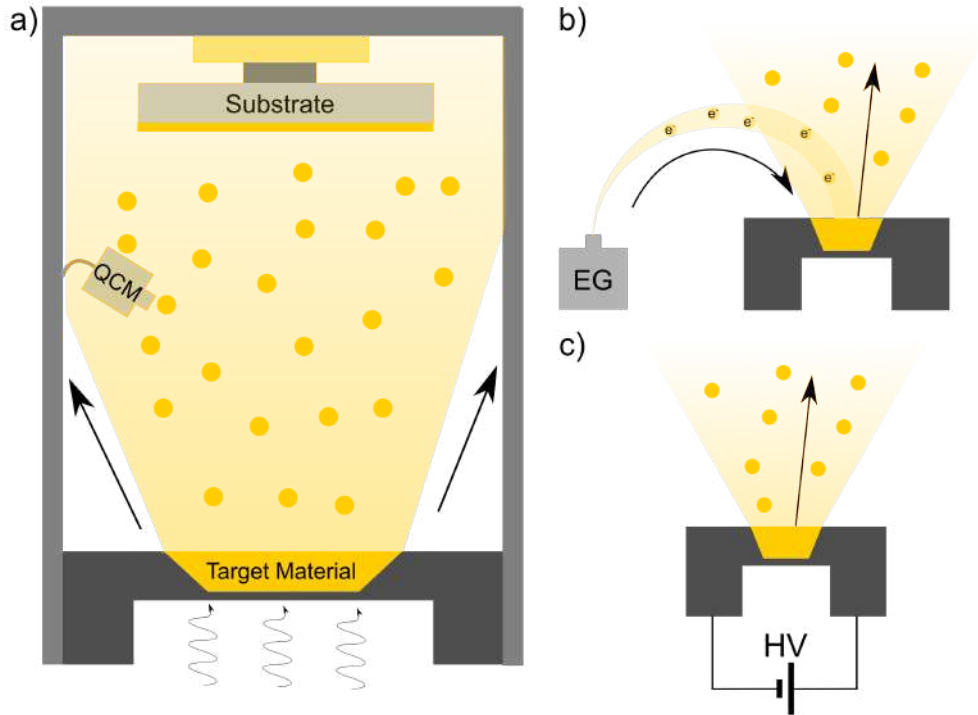 a)
Substrate
QCM
Target Material
b)
e-
e-
e-
e-
e-
EG
c)
HV